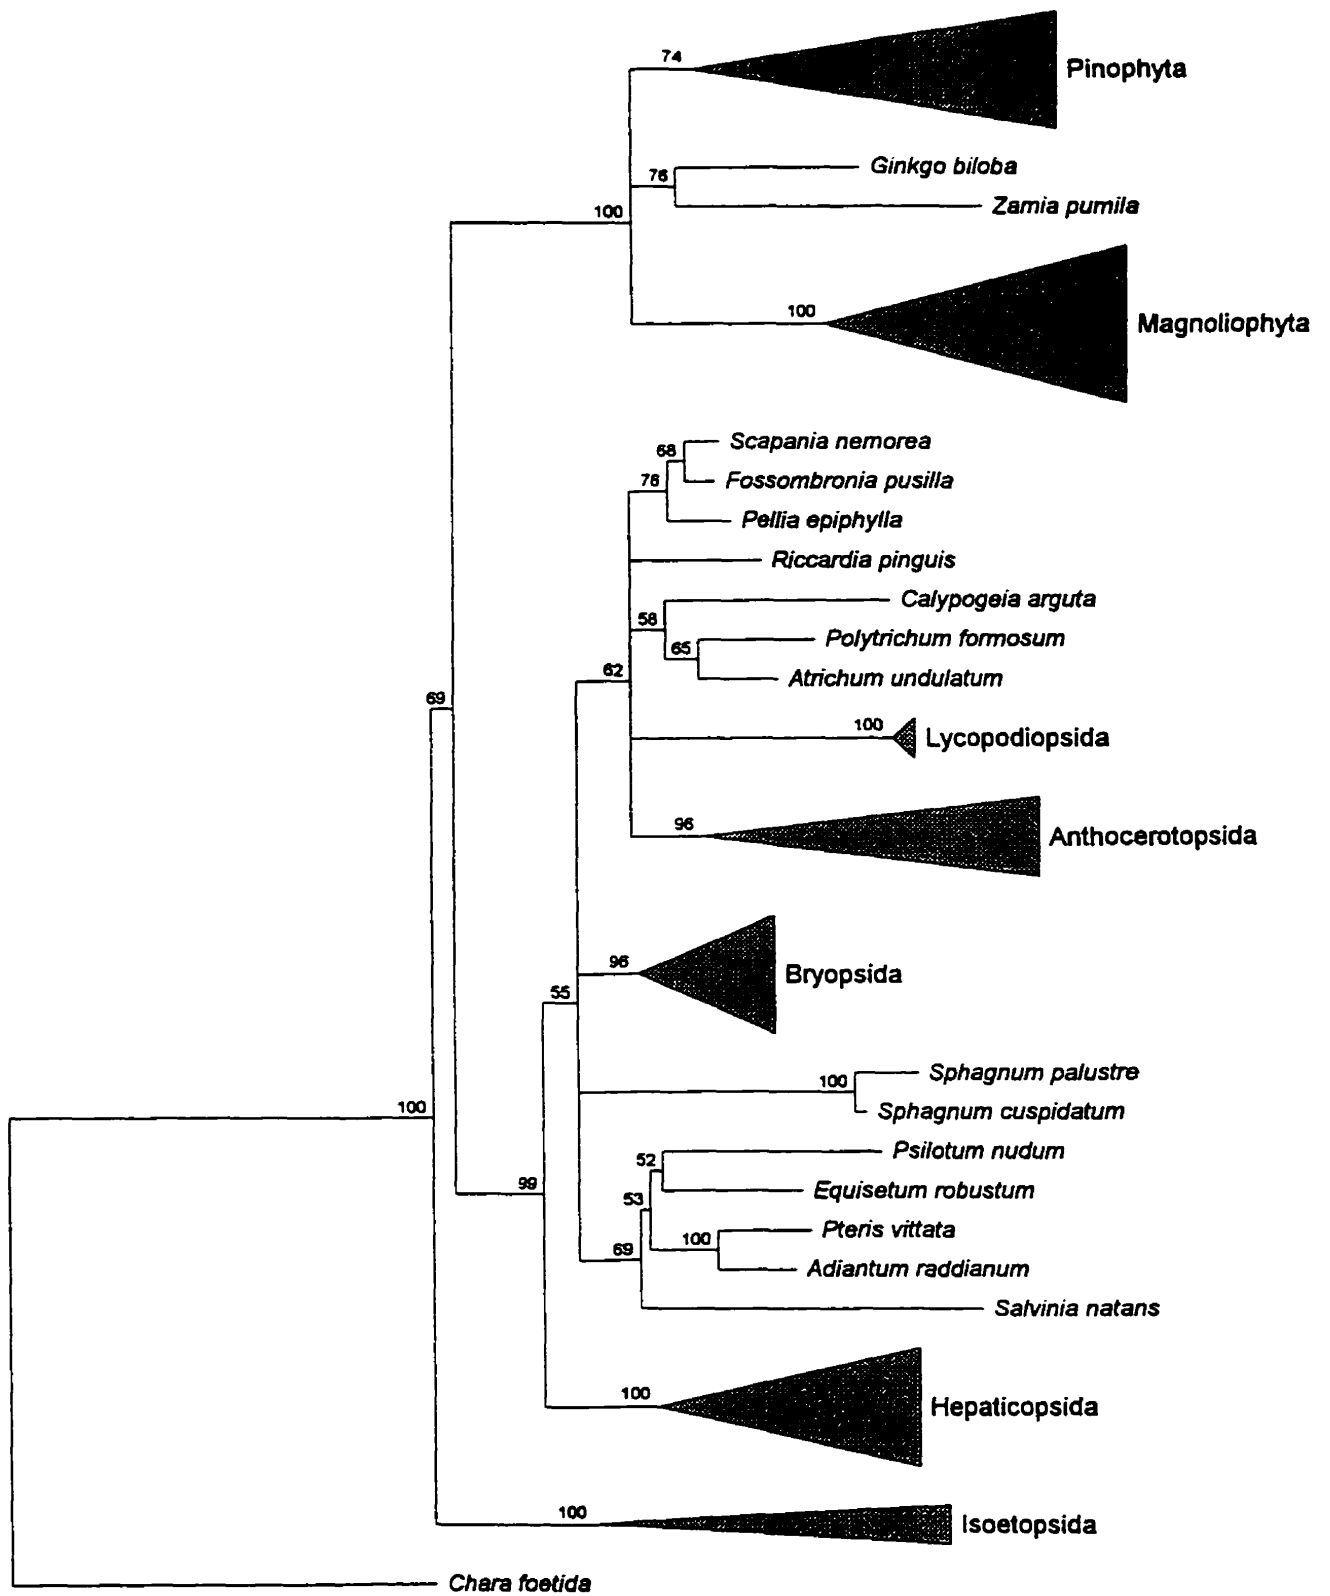 74
Pinophyta
Ginkgo biloba
76
Zamia pumila
100
100
Magnoliophyta
Scapania nemorea
68
Fossombronia pusilla
76
Pellia epiphylla
Riccardia pinguis
Calypogeia arguta
58
Polytrichum formosum
65
Atrichum undulatum
62
69
100
Lycopodiopsida
96
Anthocerotopsida
96
Bryopsida
55
Sphagnum palustre
100
Sphagnum cuspidatum
100
Psilotum nudum
52
Equisetum robustum
99
53
Pteris vittata
100
69
Adiantum raddianum
Salvinia natans
100
Hepaticopsida
100
Isoetopsida
Chara foetida